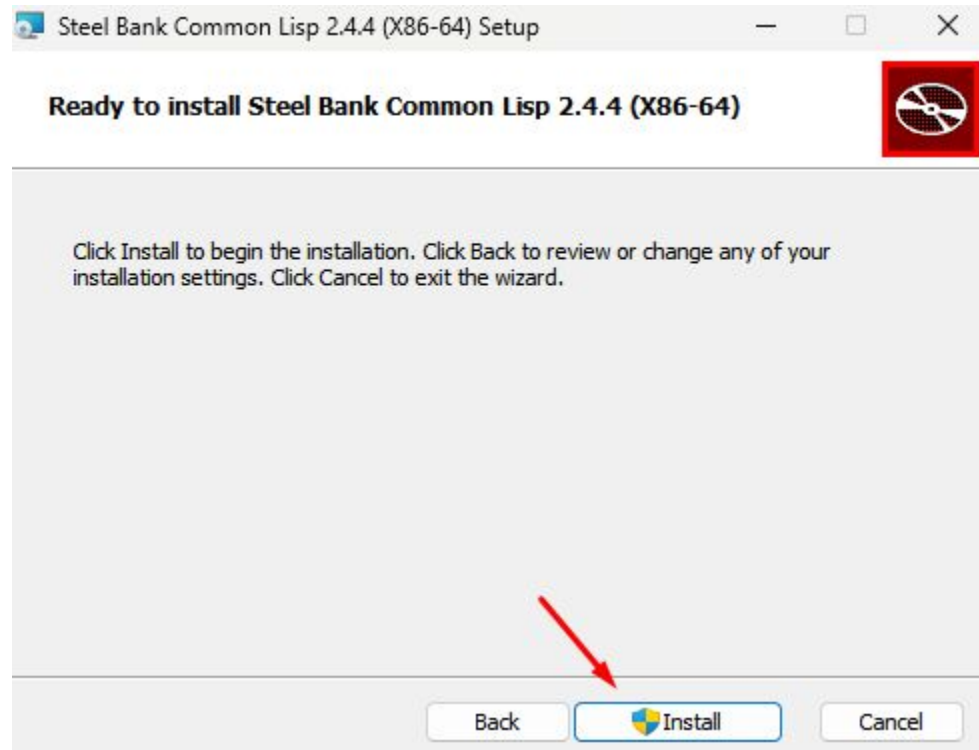 Steel Bank Common Lisp 2.4.4 (X86-64) Setup
Ready to install Steel Bank Common Lisp 2.4.4 (X86-64)
Click Install to begin the installation. Click Back to review or change any of your
installation settings. Click Cancel to exit the wizard.
Back Install Cancel